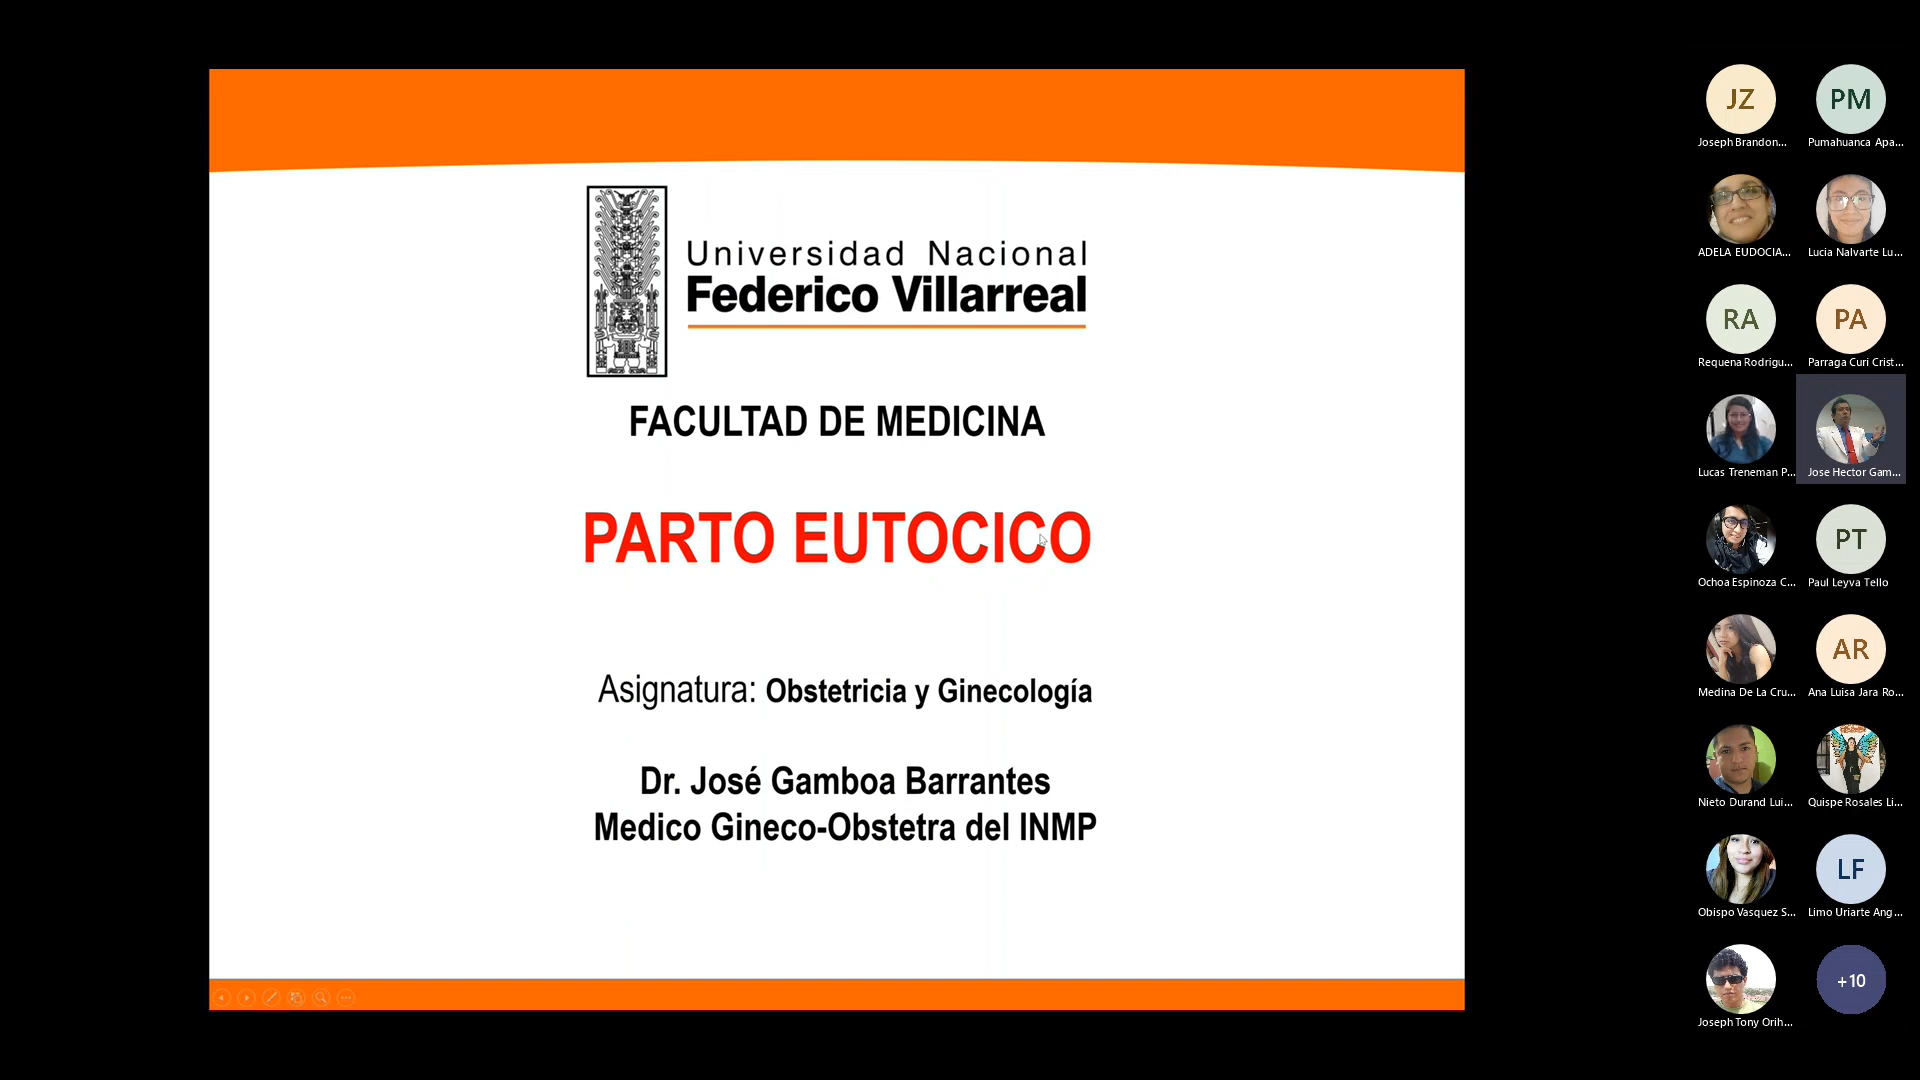 Universidad Nacional
Federico Villarreal
FACULTAD DE MEDICINA
PARTO EUTOCICO
Asignatura: Obstetricia y Ginecología
Dr. José Gamboa Barrantes
Medico Gineco-Obstetra del INMP
JZ
Joseph Brandon...
PM
Pumahuanca Apa...
ADELA EUDOCIA...
Lucia Nalvarte Lu...
RA
Requena Rodrigu...
PA
Parraga Curi Crist...
Lucas Treneman P...
Jose Hector Gam...
Ochoa Espinoza C...
PT
Paul Leyva Tello
Medina De La Cru...
AR
Ana Luisa Jara Ro...
Nieto Durand Lui...
Quispe Rosales Li...
Obispo Vasquez S...
LF
Limo Uriarte Ang...
Joseph Tony Orih...
+10